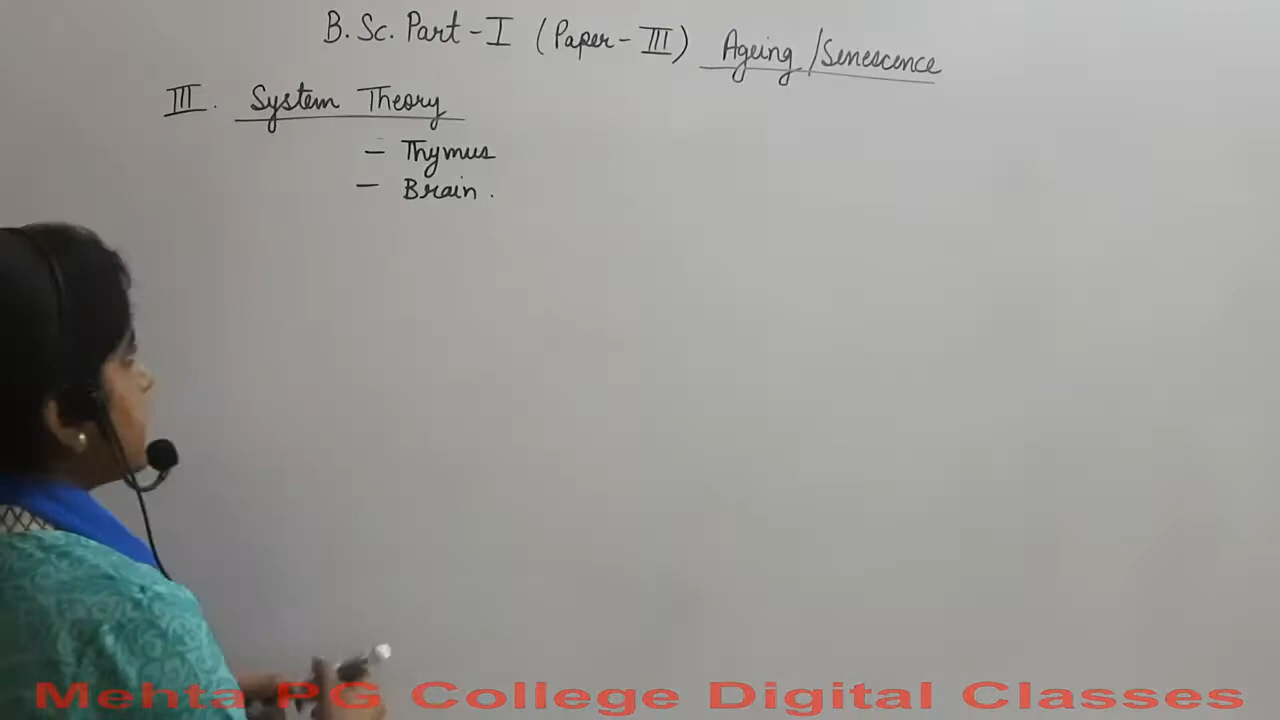 B.Sc. Part-I (Paper-III) Ageing/Senescence
III. System Theory
— Thymus
— Brain.
Mehta PG College Digital Classes